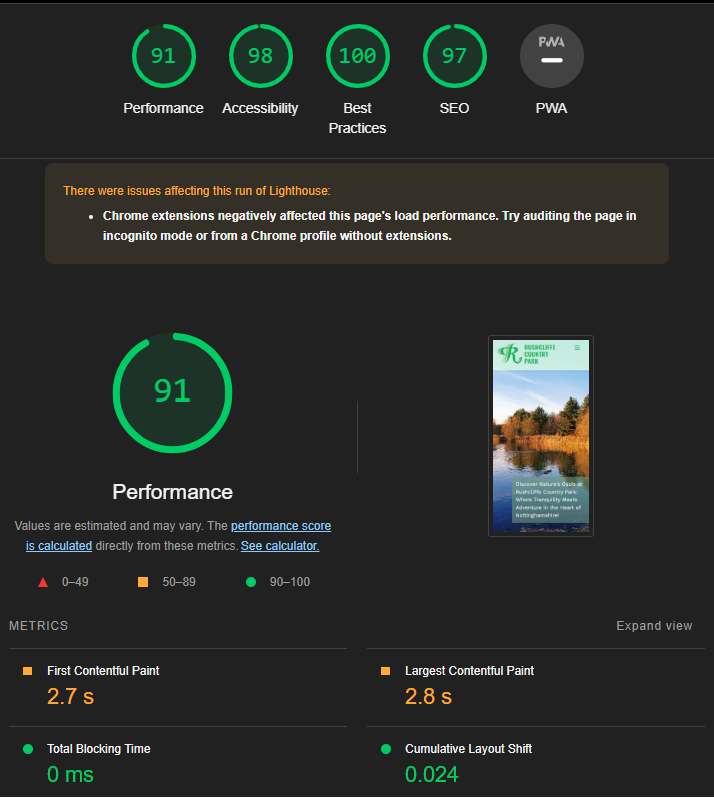 91
98
100
97
PWA
Performance
Accessibility
Best
Practices
SEO
PWA
There were issues affecting this run of Lighthouse:
• Chrome extensions negatively affected this page's load performance. Try auditing the page in
incognito mode or from a Chrome profile without extensions.
91
Performance
Values are estimated and may vary. The performance score
is calculated directly from these metrics. See calculator.
0–49
50–89
90–100
R RUSHCLIFFE
COUNTRY
PARK
Discover Nature's Oasis at
Rushcliffe Country Park:
Where Tranquility Meets
Adventure in the Heart of
Nottinghamshire!
METRICS
Expand view
First Contentful Paint
2.7 s
Largest Contentful Paint
2.8 s
Total Blocking Time
0 ms
Cumulative Layout Shift
0.024